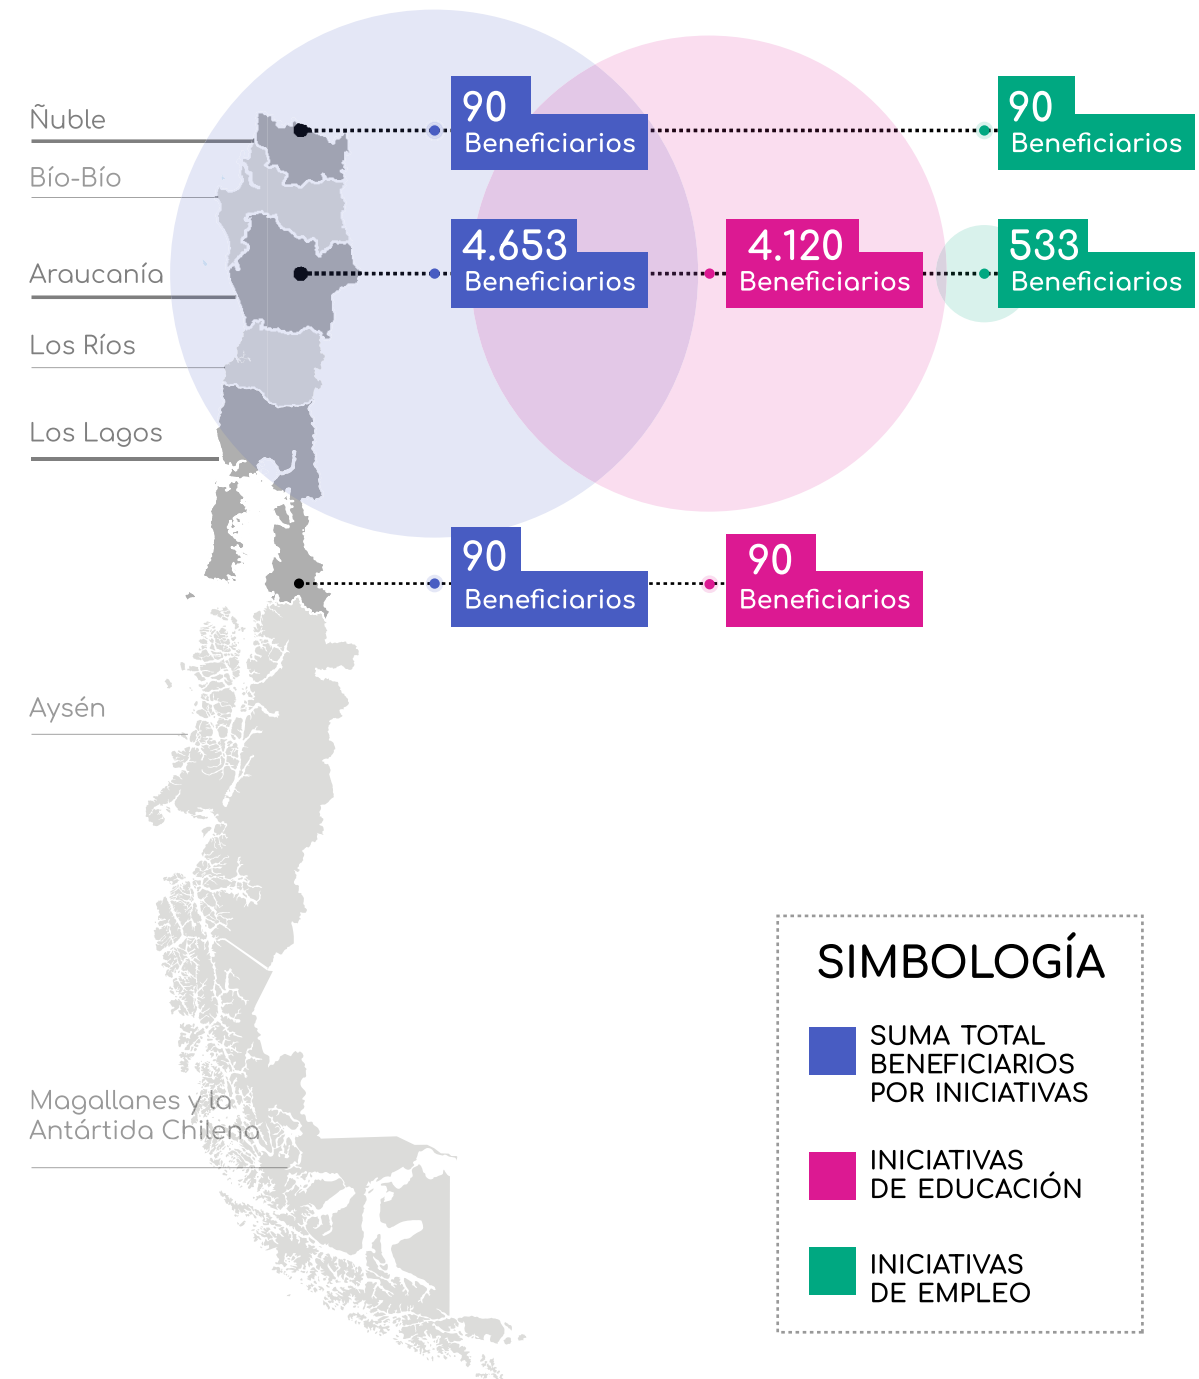 Ñuble
90
Beneficiarios
90
Beneficiarios
Bío-Bío
Araucanía
4.653
Beneficiarios
4.120
Beneficiarios
533
Beneficiarios
Los Ríos
Los Lagos
90
Beneficiarios
90
Beneficiarios
Aysén
Magallanes y la
Antártida Chilena
SIMBOLOGÍA
SUMA TOTAL
BENEFICIARIOS
POR INICIATIVAS
INICIATIVAS
DE EDUCACIÓN
INICIATIVAS
DE EMPLEO